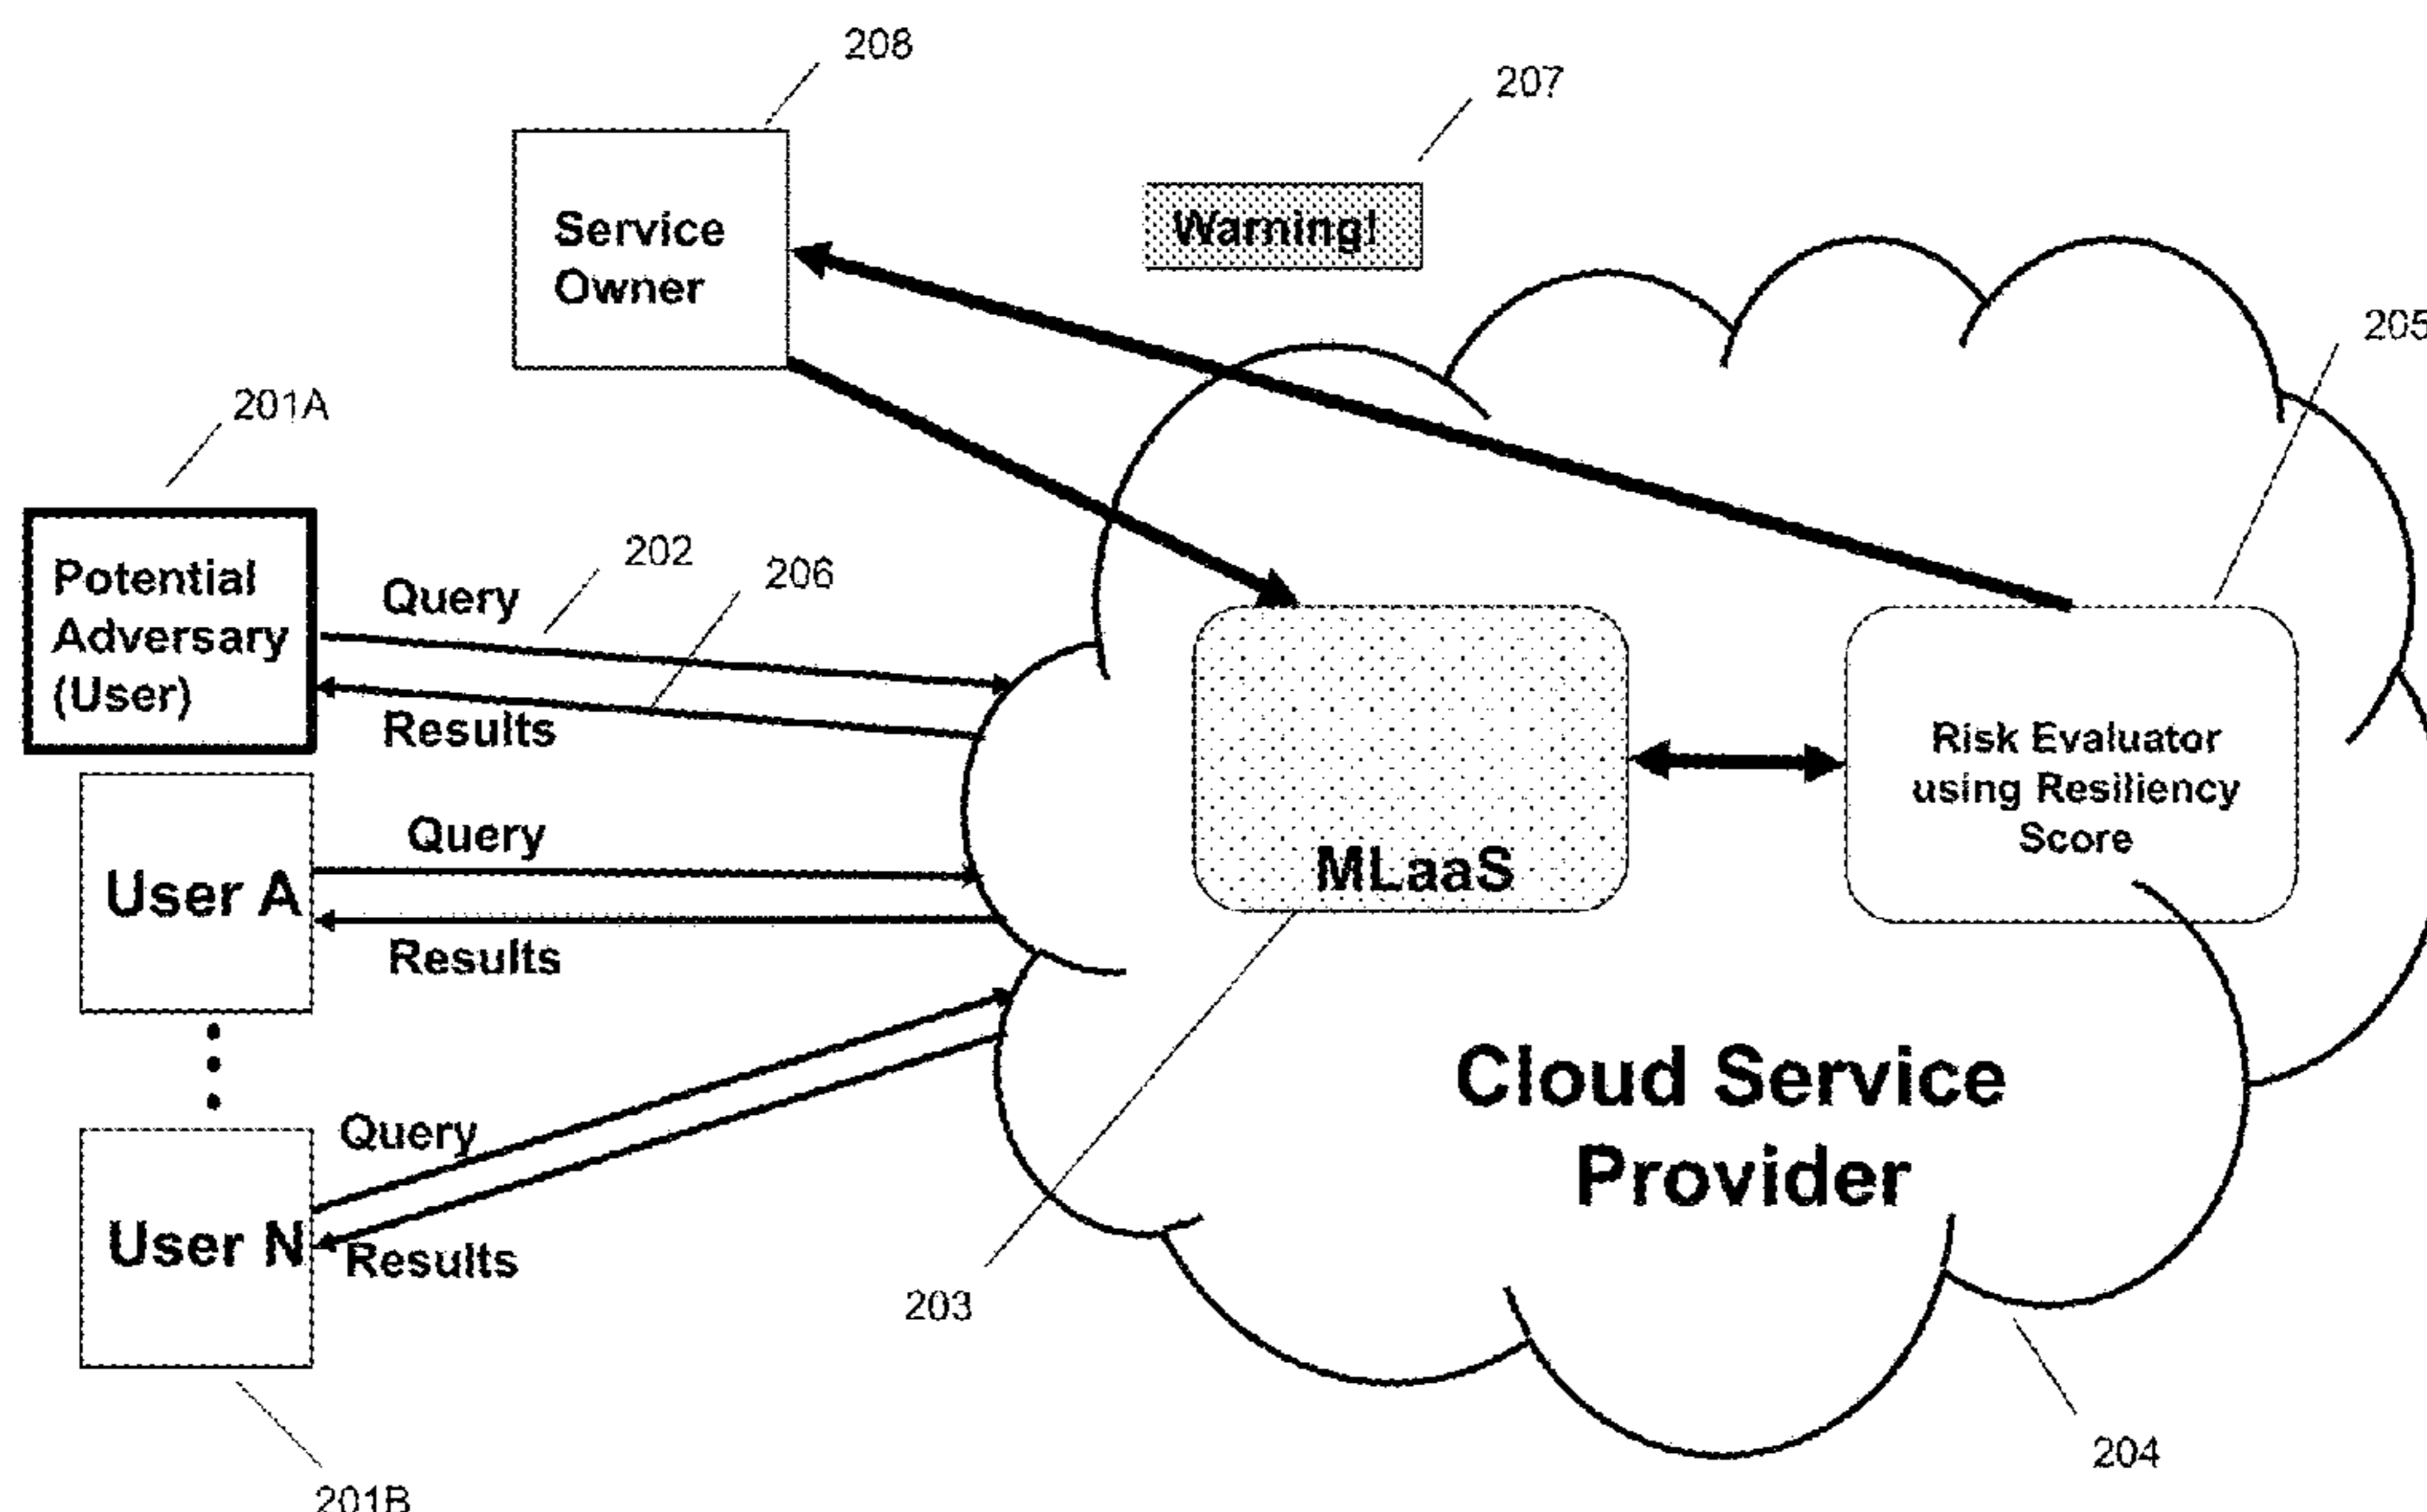 208
207
Warning!
Service
Owner
205
201A
Potential
Adversary
(User)
Query
202
206
Results
User A
Query
Results
MLaaS
Risk Evaluator
using Resiliency
Score
User N
Query
Results
Cloud Service
Provider
203
204
201B